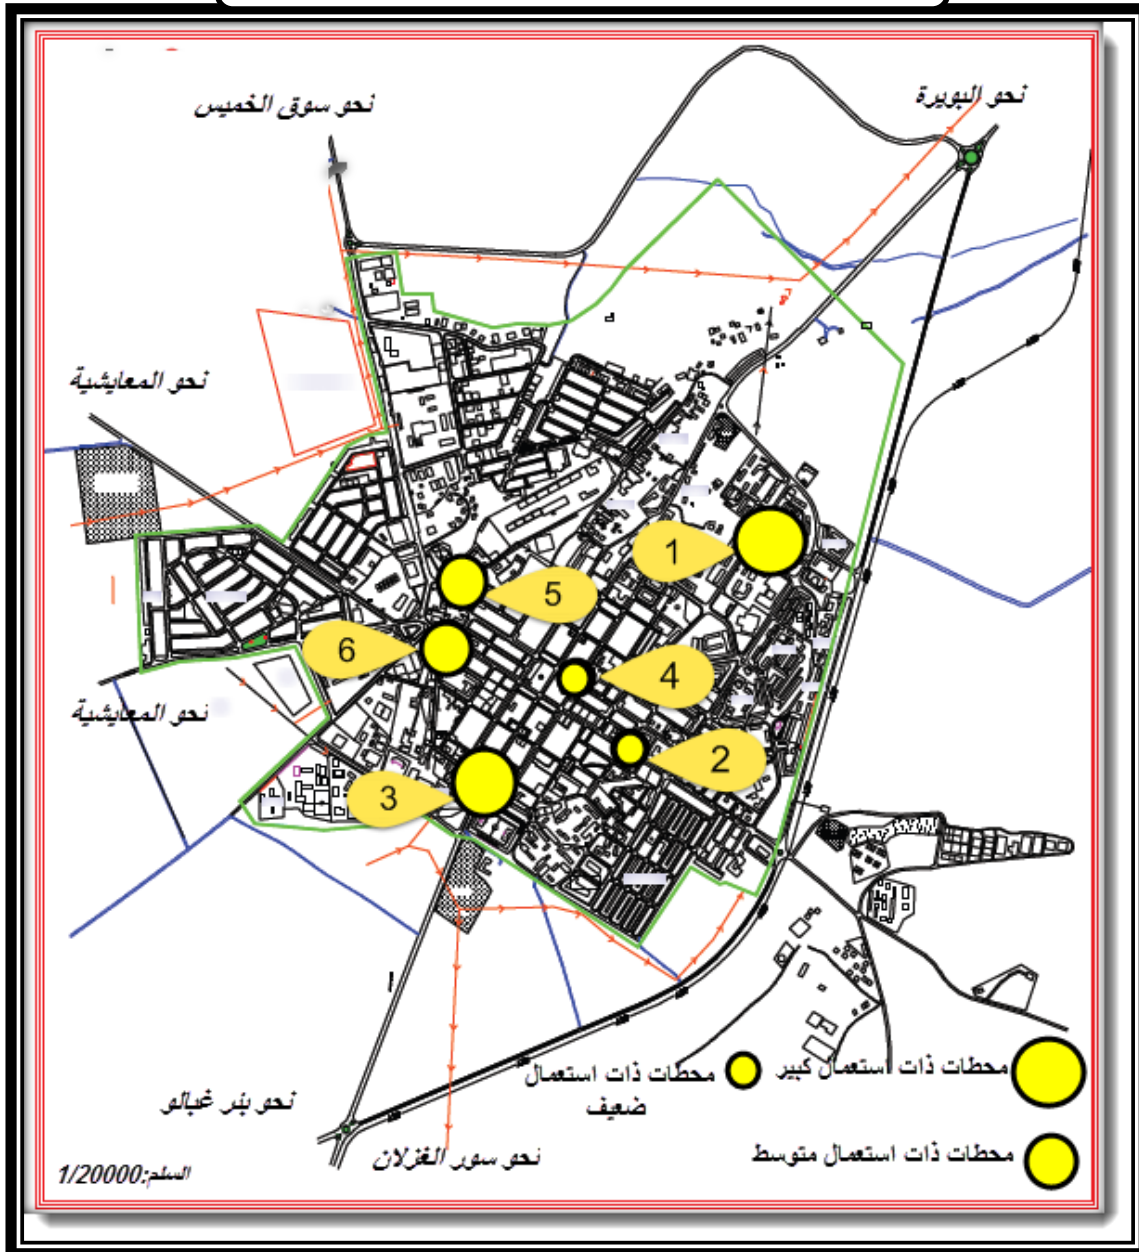 نحو البويرة
نحو سوق الخميس
نحو المعايشية
1
5
6
4
نحو المعايشية
2
3
محطات ذات استعمال كبير
محطات ذات استعمال
ضعيف
نحو بئر غبالو
محطات ذات استعمال متوسط
نحو سور الغزلان
السلم:1/20000